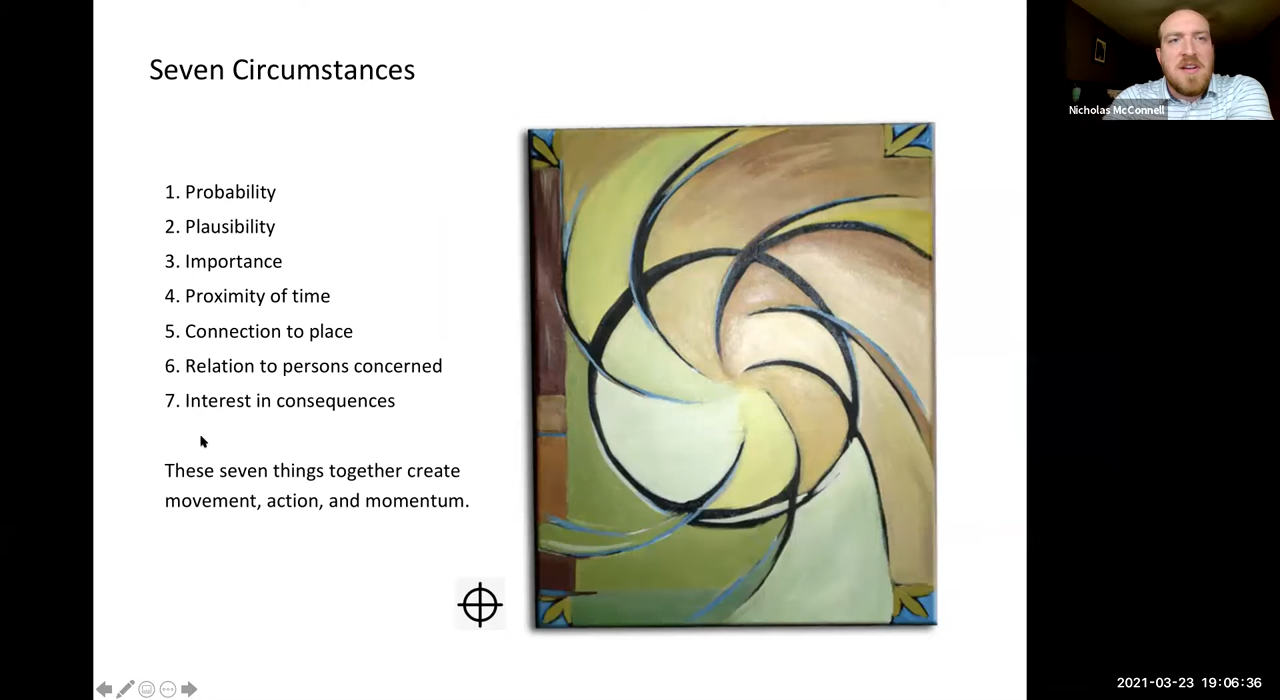 Seven Circumstances
Nicholas McConnell
1. Probability
2. Plausibility
3. Importance
4. Proximity of time
5. Connection to place
6. Relation to persons concerned
7. Interest in consequences
These seven things together create
movement, action, and momentum.
2021-03-23 19:06:36